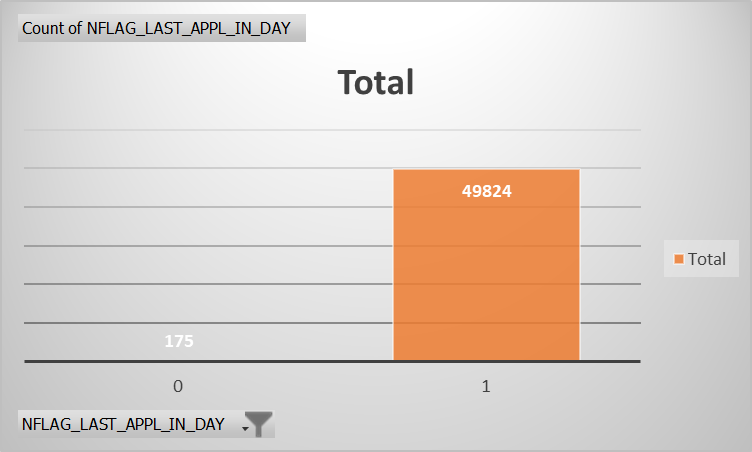 Count of NFLAG_LAST_APPL_IN_DAY
Total
49824
175
Total
0
1
NFLAG_LAST_APPL_IN_DAY